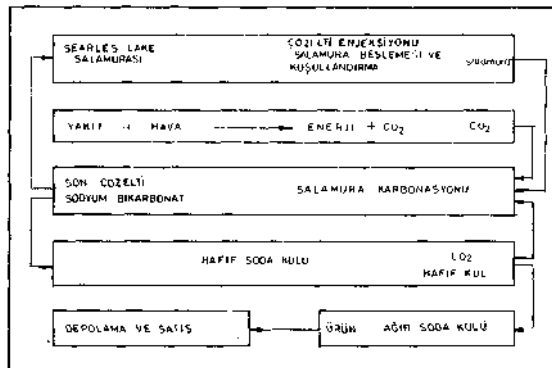 SEARLES LAKE
SALAMURASI
ÇÖZELTİ ENJEKSİYONU
SALAMURA BESLEMESİ VE
KOŞULLANDIRMA
salamura
YAKIT + HAVA → ENERJİ + CO2 CO2
SON ÇÖZELTİ
SODYUM BİKARBONAT
SALAMURA KARBONASYONU
HAFİF SODA KÜLÜ
CO2
HAFİF KÜL
DEPOLAMA VE SATIŞ
ÜRÜN AĞIR SODA KÜLÜ